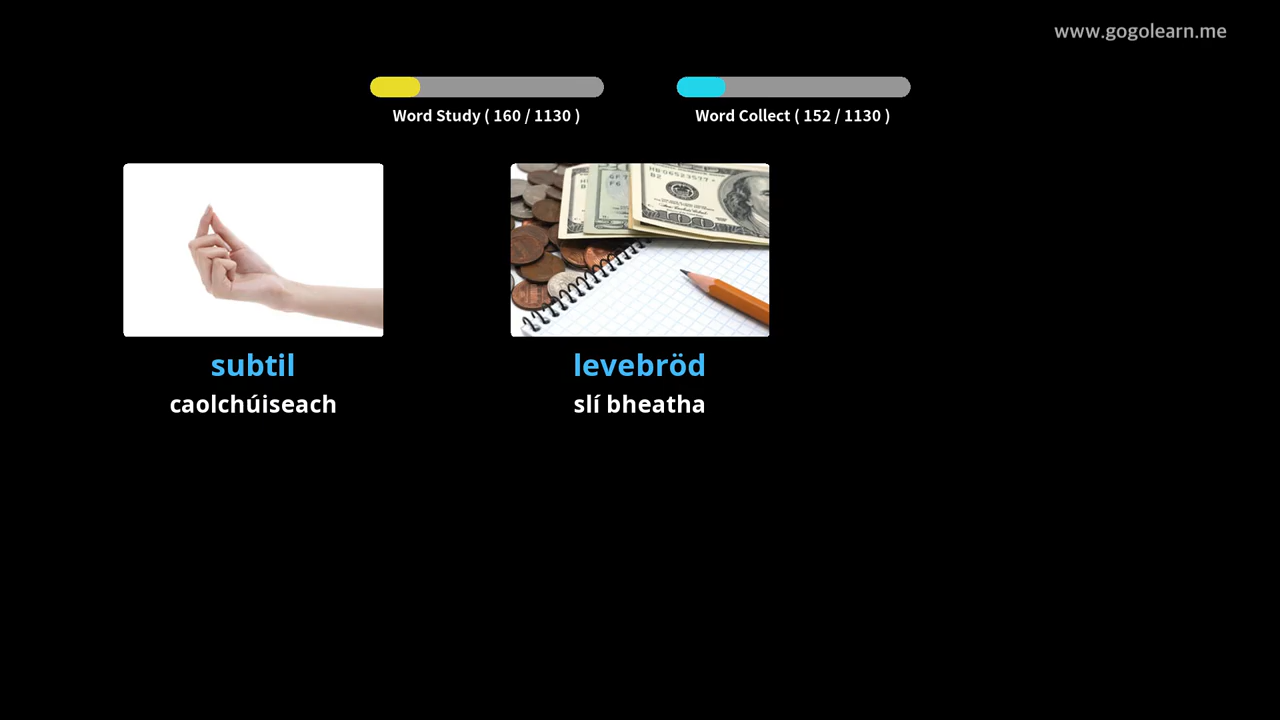 www.gogolearn.me
Word Study ( 160 / 1130 )
Word Collect ( 152 / 1130 )
subtil
caolchúiseach
levebröd
slí bheatha